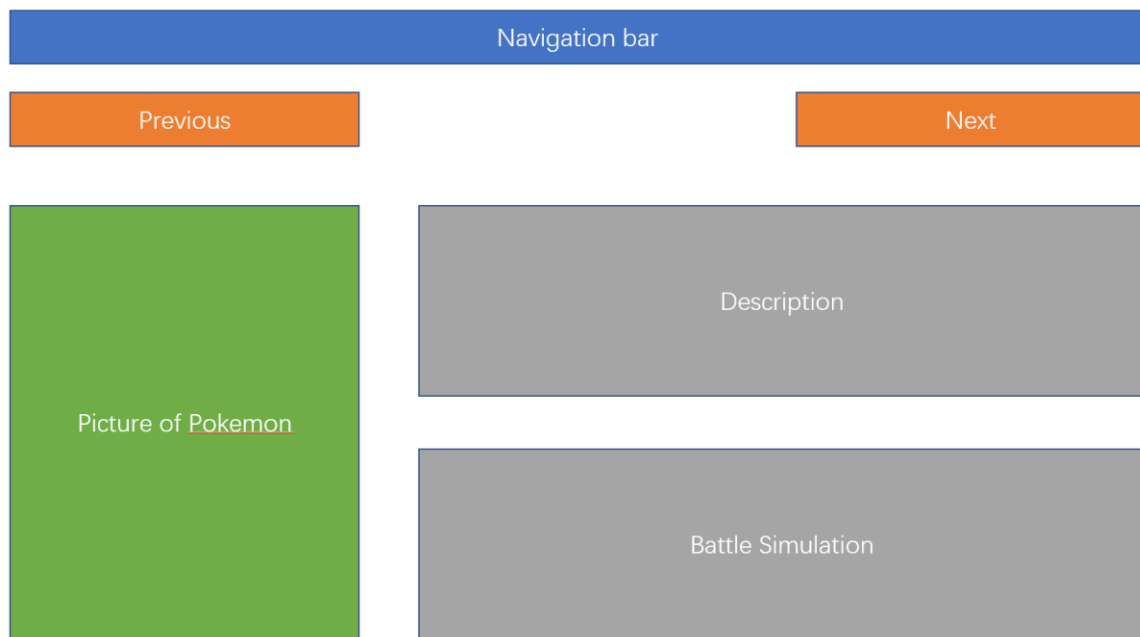 Navigation bar
Previous
Next
Picture of Pokemon
Description
Battle Simulation